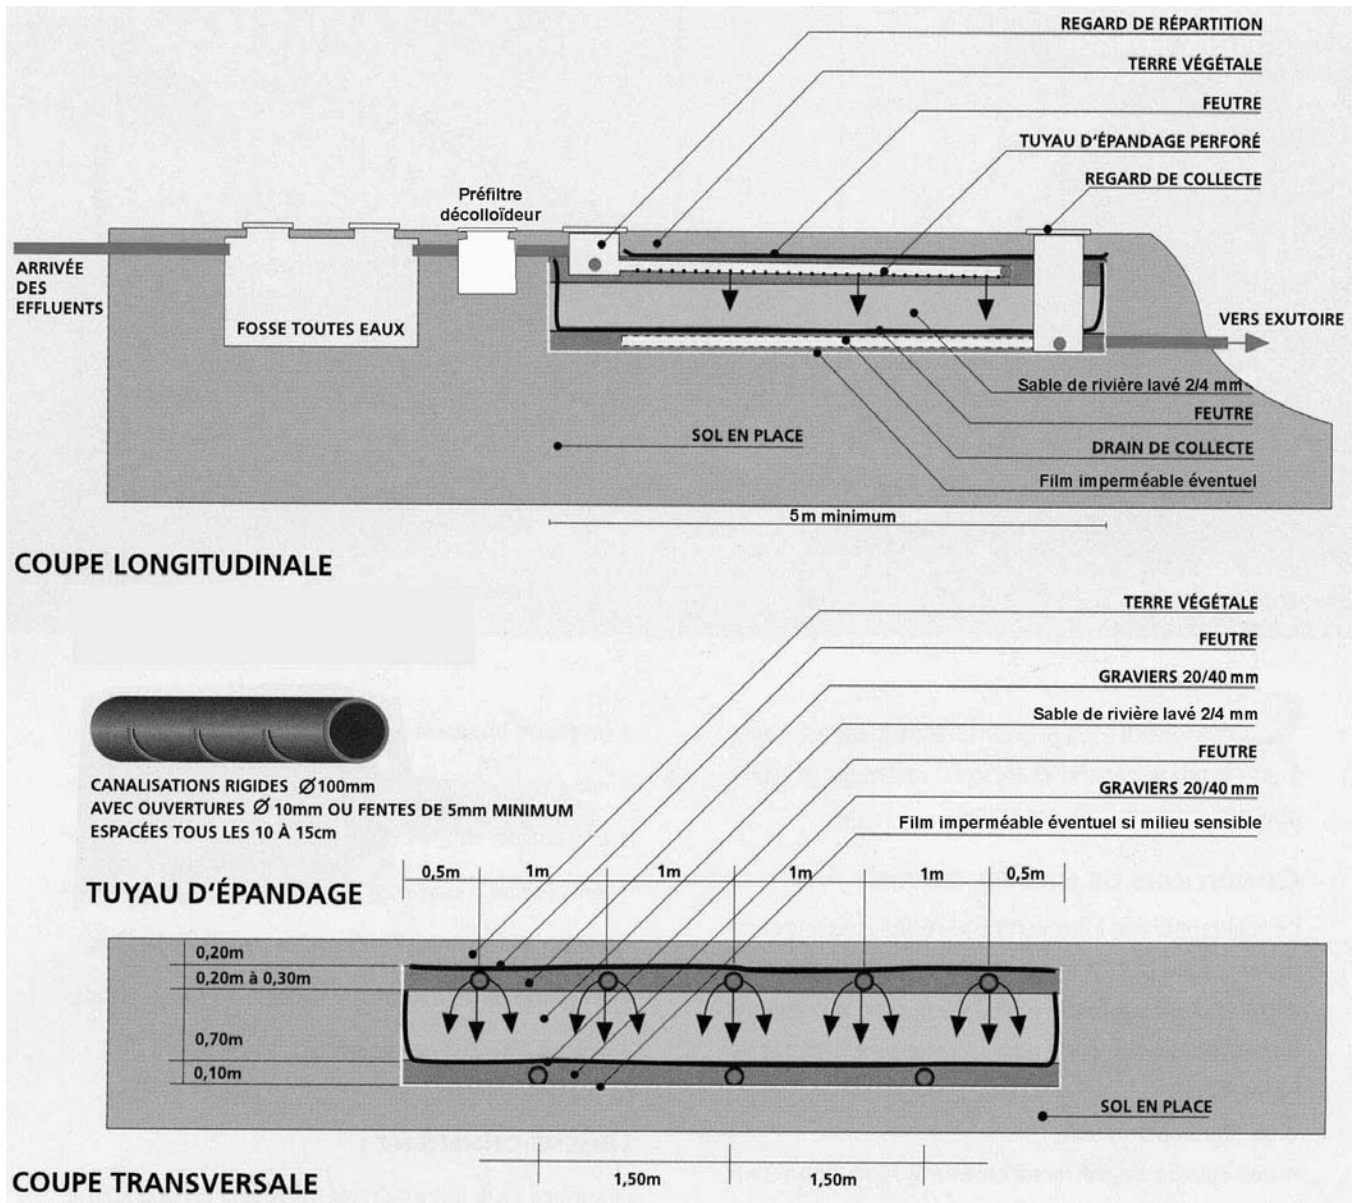 REGARD DE RÉPARTITION
TERRE VÉGÉTALE
FEUTRE
TUYAU D'ÉPANDAGE PERFORÉ
REGARD DE COLLECTE
Préfiltre
décolloïdeur
ARRIVÉE
DES
EFFLUENTS
FOSSE TOUTES EAUX
VERS EXUTOIRE
Sable de rivière lavé 2/4 mm
FEUTRE
SOL EN PLACE
DRAIN DE COLLECTE
Film imperméable éventuel
5m minimum
COUPE LONGITUDINALE
TERRE VÉGÉTALE
FEUTRE
GRAVIERS 20/40 mm
Sable de rivière lavé 2/4 mm
FEUTRE
GRAVIERS 20/40 mm
Film imperméable éventuel si milieu sensible
CANALISATIONS RIGIDES Ø100mm
AVEC OUVERTURES Ø 10mm OU FENTES DE 5mm MINIMUM
ESPACÉES TOUS LES 10 À 15cm
TUYAU D'ÉPANDAGE
0,5m 1m 1m 1m 1m 0,5m
0,20m
0,20m à 0,30m
0,70m
0,10m
SOL EN PLACE
COUPE TRANSVERSALE
1,50m 1,50m